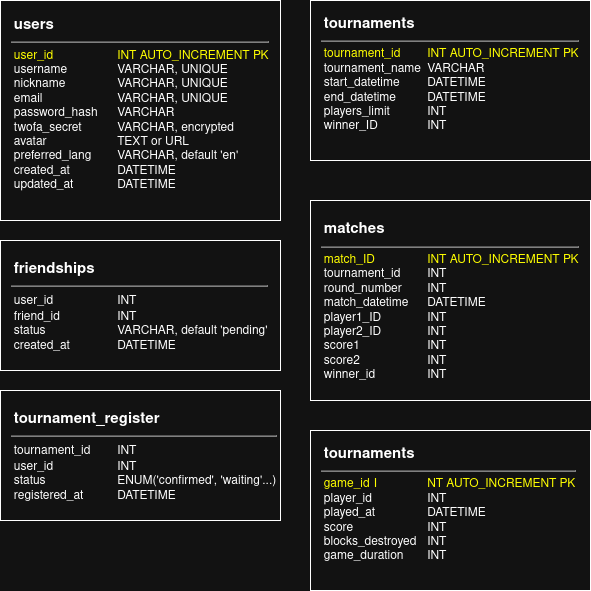 users
user_id INT AUTO_INCREMENT PK
username VARCHAR, UNIQUE
nickname VARCHAR, UNIQUE
email VARCHAR, UNIQUE
password_hash VARCHAR
twofa_secret VARCHAR, encrypted
avatar TEXT or URL
preferred_lang VARCHAR, default 'en'
created_at DATETIME
updated_at DATETIME
friendships
user_id INT
friend_id INT
status VARCHAR, default 'pending'
created_at DATETIME
tournament_register
tournament_id INT
user_id INT
status ENUM('confirmed', 'waiting'...)
registered_at DATETIME
tournaments
tournament_id INT AUTO_INCREMENT PK
tournament_name VARCHAR
start_datetime DATETIME
end_datetime DATETIME
players_limit INT
winner_ID INT
matches
match_ID INT AUTO_INCREMENT PK
tournament_id INT
round_number INT
match_datetime DATETIME
player1_ID INT
player2_ID INT
score1 INT
score2 INT
winner_id INT
tournaments
game_id I NT AUTO_INCREMENT PK
player_id INT
played_at DATETIME
score INT
blocks_destroyed INT
game_duration INT